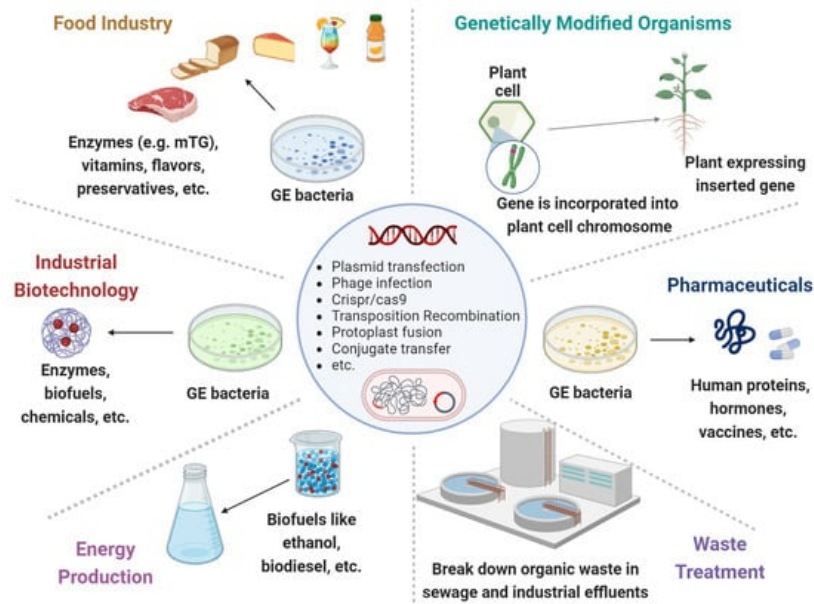 Food Industry
Enzymes (e.g. mTG),
vitamins, flavors,
preservatives, etc.
GE bacteria
Genetically Modified Organisms
Plant
cell
Gene is incorporated into
plant cell chromosome
Plant expressing
inserted gene
Industrial
Biotechnology
Enzymes,
biofuels,
chemicals, etc.
GE bacteria
• Plasmid transfection
• Phage infection
• Crispr/cas9
• Transposition Recombination
• Protoplast fusion
• Conjugate transfer
• etc.
Pharmaceuticals
GE bacteria
Human proteins,
hormones,
vaccines, etc.
Energy
Production
Biofuels like
ethanol,
biodiesel, etc.
Break down organic waste in
sewage and industrial effluents
Waste
Treatment